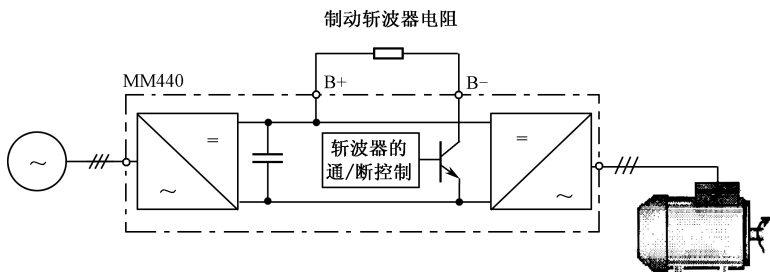 制动斩波器电阻
MM440
B+
B−
=
~
~
斩波器的
通/断控制
=
~